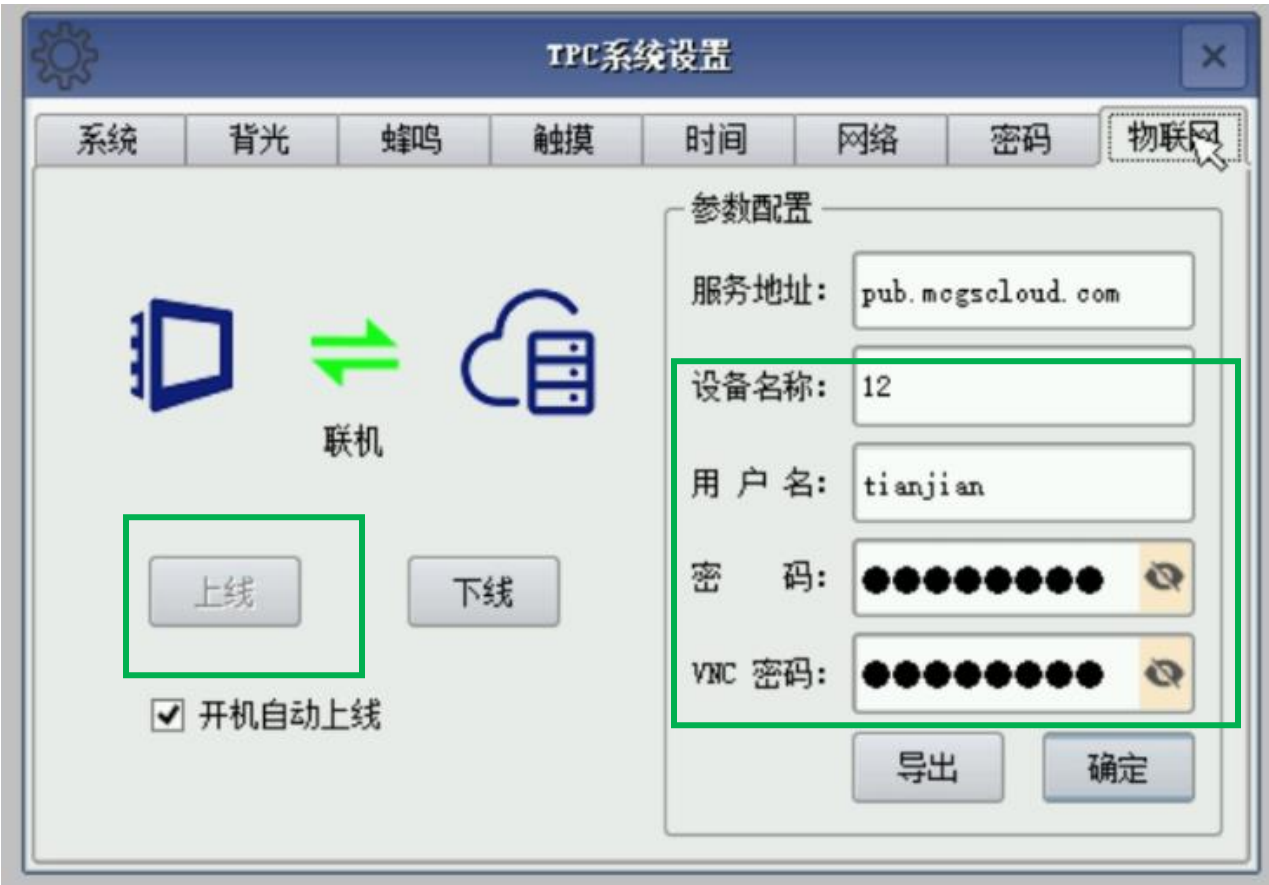 TPC系统设置
系统 背光 蜂鸣 触摸 时间 网络 密码 物联网
参数配置
服务地址: pub.mcgscloud.com
设备名称: 12
用户名: tianjian
密码: ●●●●●●●●
VNC 密码: ●●●●●●●●
导出 确定
联机
上线 下线
开机自动上线